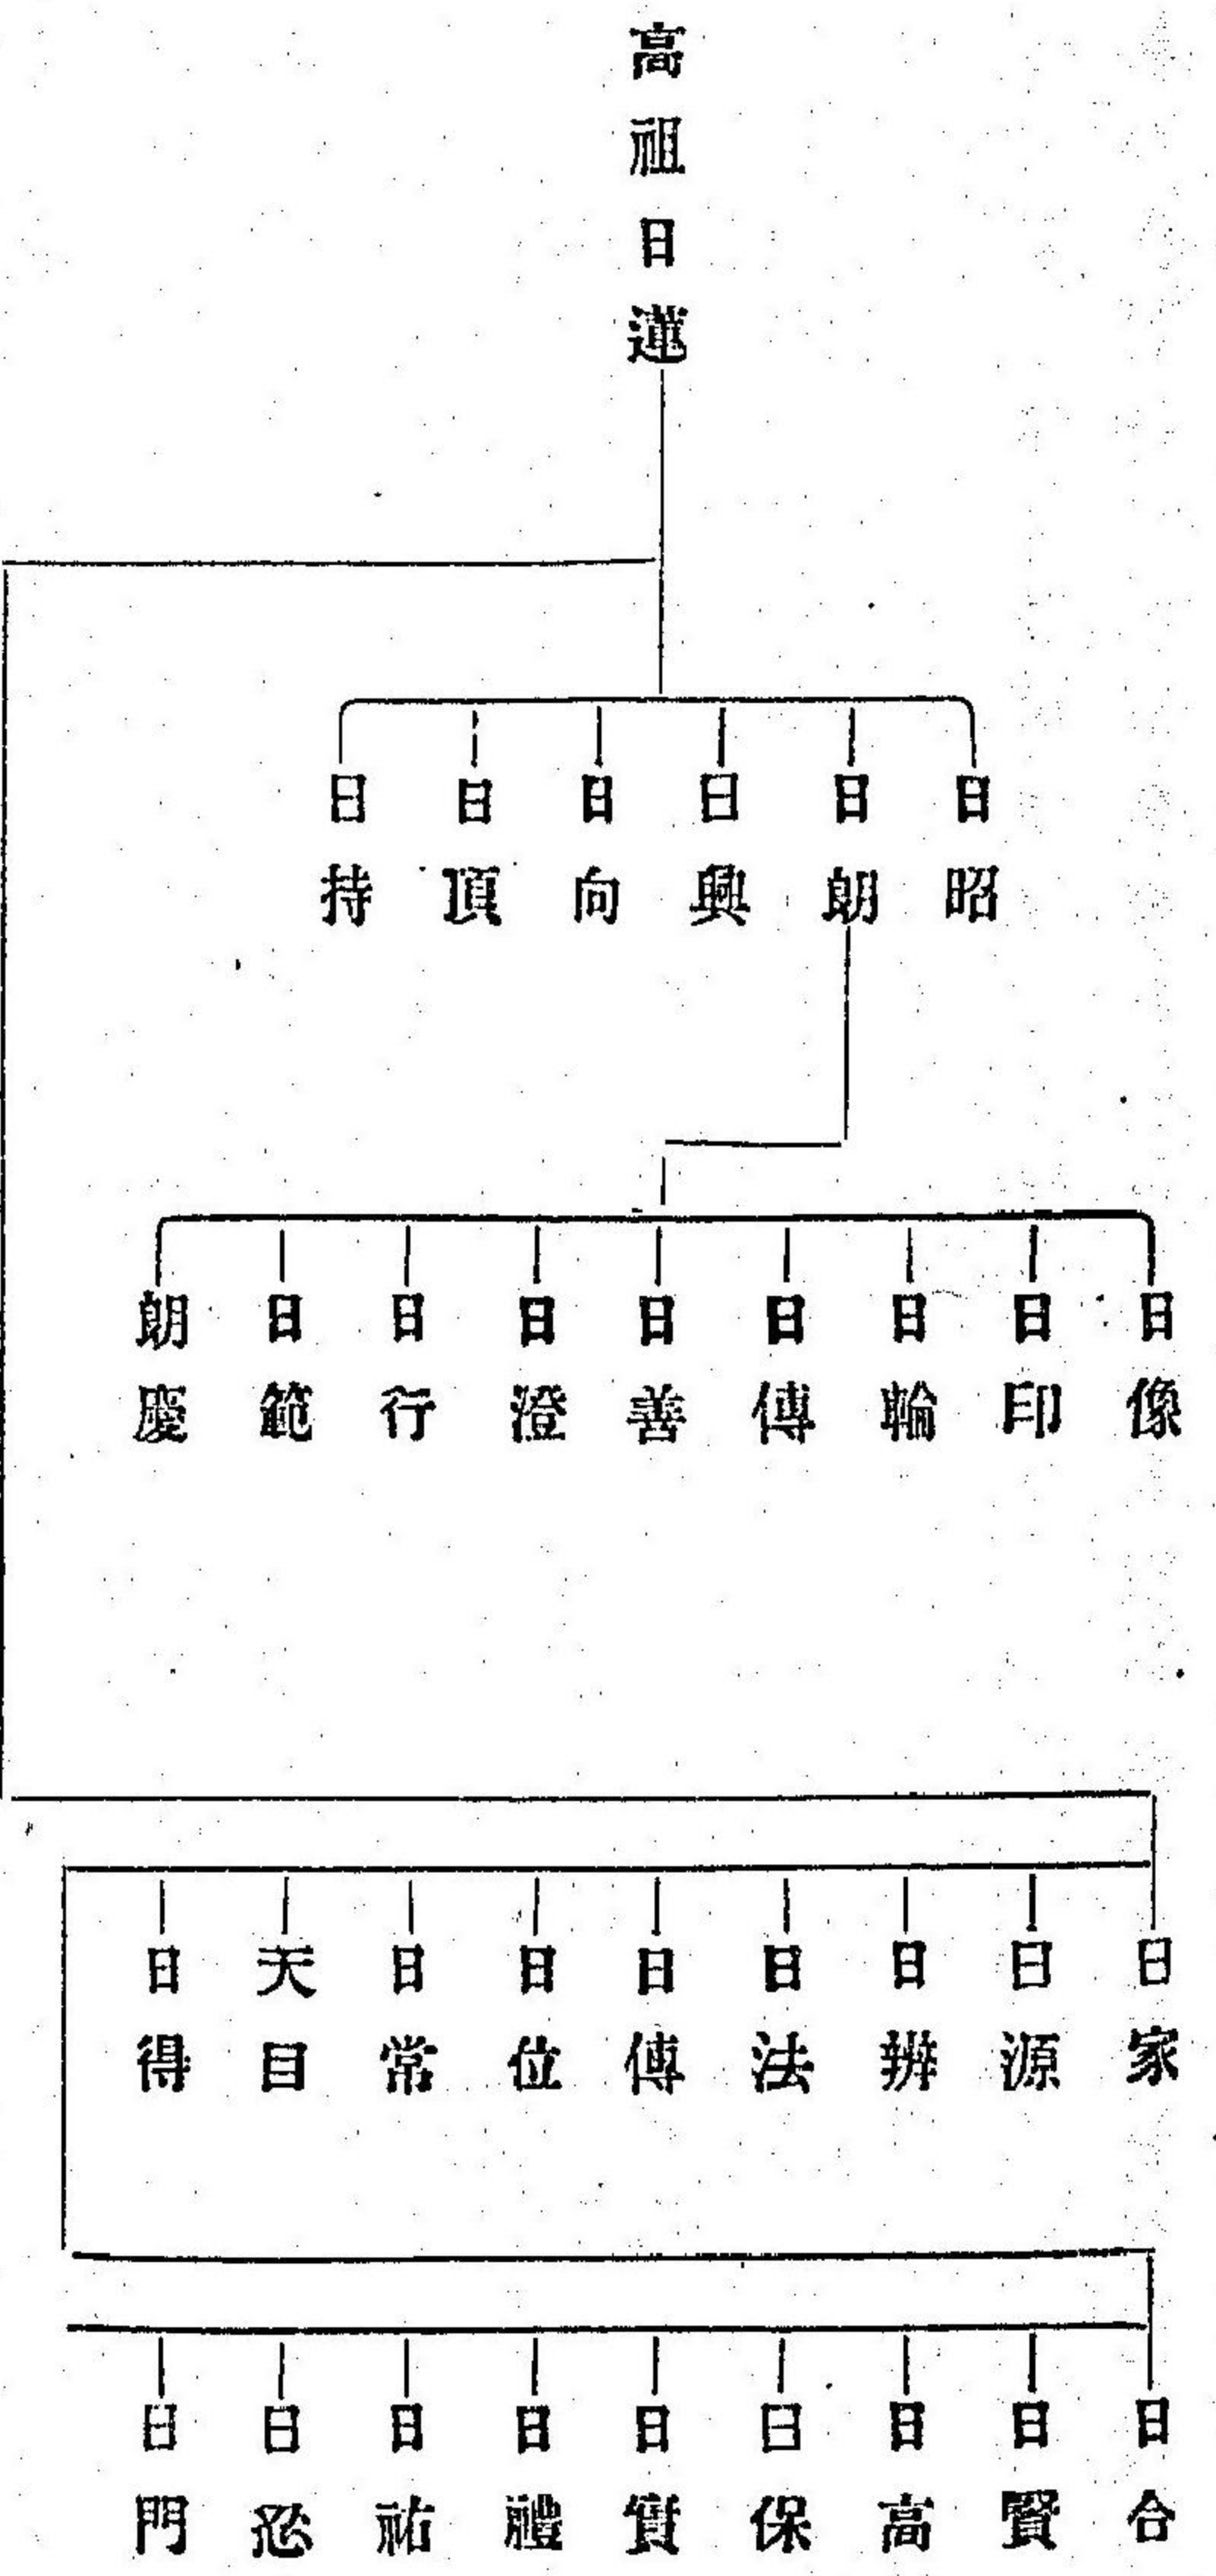 高祖日蓮
日昭
日朗
日興
日向
日頂
日持
日像
日印
日輪
日傳
日善
日澄
日行
日範
朗慶
日家
日源
日辨
日法
日傳
日位
日常
天目
日得
日合
日賢
日高
日保
日實
日禮
日祐
日忍
日門